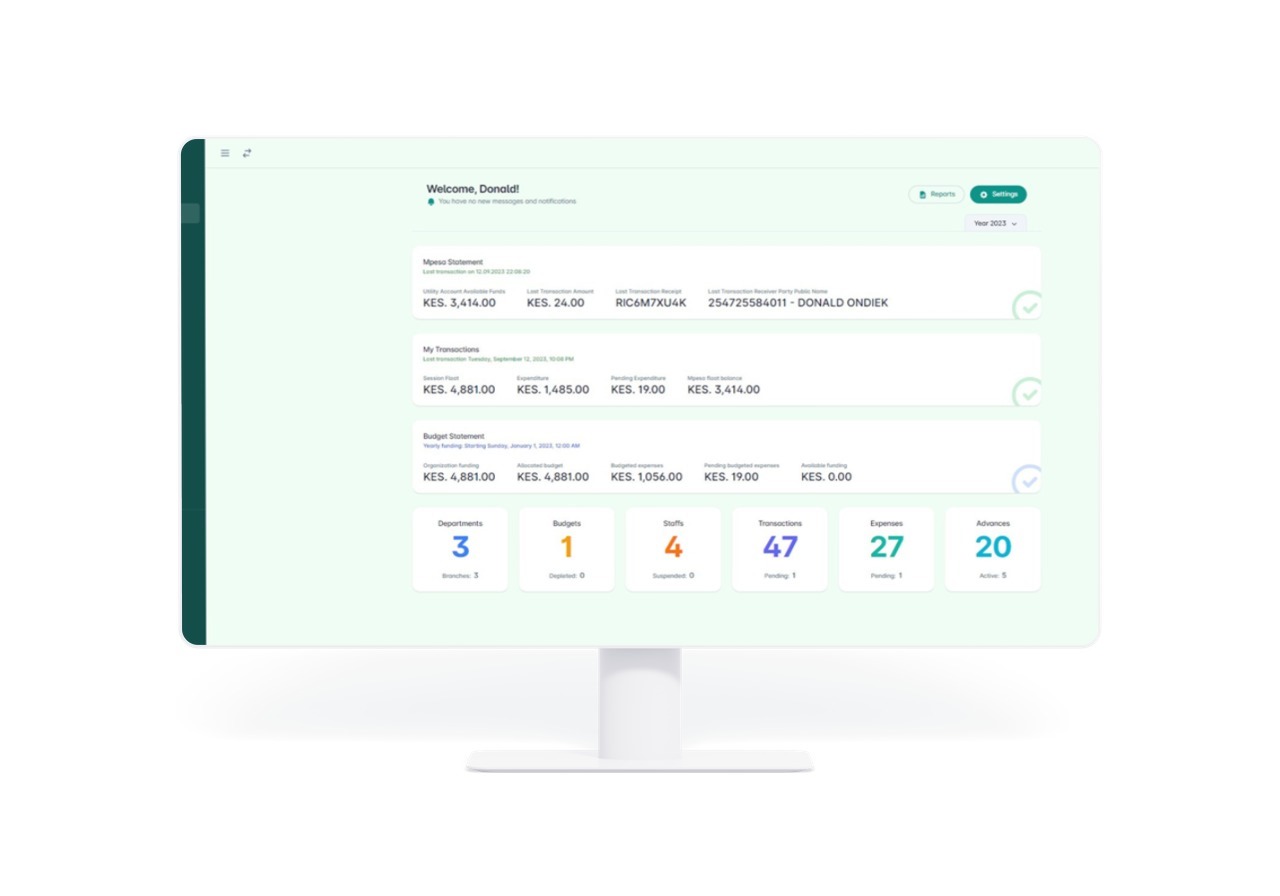 Welcome, Donald!
You have no new messages and notifications.
Reports
Settings
Year 2023
Mpesa Statement
Last transaction on 12.09.2023 22:08:20
Utility Account Available Funds
Last Transaction Amount
Last Transaction Receipt
Last Transaction Receiver Party Public Name
KES. 3,414.00
KES. 24.00
RIC6M7XU4K
254725584011 - DONALD ONDIEK
My Transactions
Last transaction Tuesday, September 12, 2023, 10:08 PM
Session Float
Expenditure
Pending Expenditure
Mpesa float balance
KES. 4,881.00
KES. 1,485.00
KES. 19.00
KES. 3,414.00
Budget Statement
Yearly funding: Starting Sunday, January 1, 2023, 12:00 AM
Organization funding
Allocated budget
Budgeted expenses
Pending budgeted expenses
Available funding
KES. 4,881.00
KES. 4,881.00
KES. 1,056.00
KES. 19.00
KES. 0.00
Departments
3
Branches: 3
Budgets
1
Depleted: 0
Staffs
4
Suspended: 0
Transactions
47
Pending: 1
Expenses
27
Pending: 1
Advances
20
Active: 5